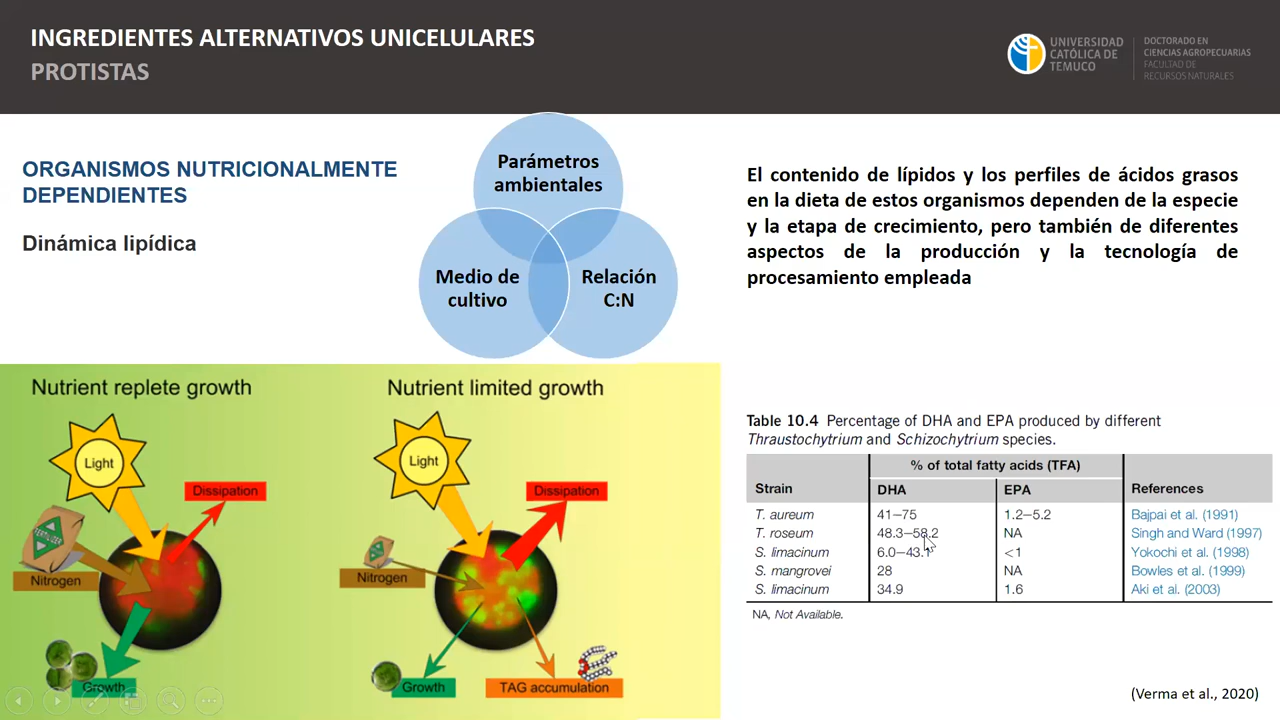 INGREDIENTES ALTERNATIVOS UNICELULARES
PROTISTAS
UNIVERSIDAD
CATÓLICA DE
TEMUCO
DOCTORADO EN
CIENCIAS AGROPECUARIAS
FACULTAD DE
RECURSOS NATURALES
ORGANISMOS NUTRICIONALMENTE
DEPENDIENTES
Dinámica lipídica
Parámetros
ambientales
Medio de
cultivo
Relación
C:N
El contenido de lípidos y los perfiles de ácidos grasos
en la dieta de estos organismos dependen de la especie
y la etapa de crecimiento, pero también de diferentes
aspectos de la producción y la tecnología de
procesamiento empleada
Nutrient replete growth
Light
Dissipation
FERTILIZER
Nitrogen
Growth
Nutrient limited growth
Light
Dissipation
Nitrogen
Growth
TAG accumulation
Table 10.4 Percentage of DHA and EPA produced by different
Thraustochytrium and Schizochytrium species.
% of total fatty acids (TFA)
Strain DHA EPA References
T. aureum 41–75 1.2–5.2 Bajpai et al. (1991)
T. roseum 48.3–58.2 NA Singh and Ward (1997)
S. limacinum 6.0–43.1 <1 Yokochi et al. (1998)
S. mangrovei 28 NA Bowles et al. (1999)
S. limacinum 34.9 1.6 Aki et al. (2003)
NA, Not Available.
(Verma et al., 2020)